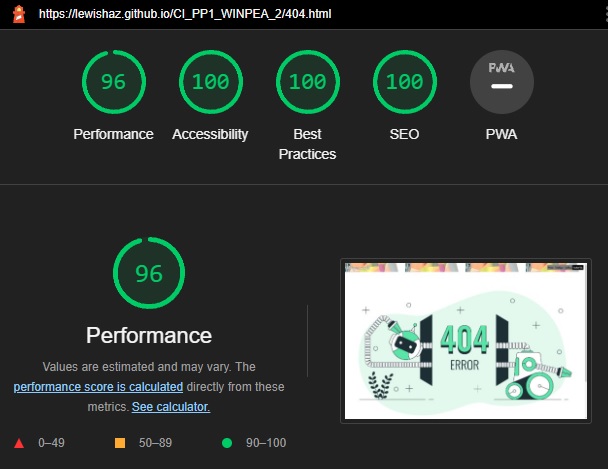 https://lewishaz.github.io/CI_PP1_WINPEA_2/404.html
96 100 100 100 PWA
Performance Accessibility Best Practices SEO PWA
96
Performance
Values are estimated and may vary. The
performance score is calculated directly from these
metrics. See calculator.
0–49 50–89 90–100
404
ERROR